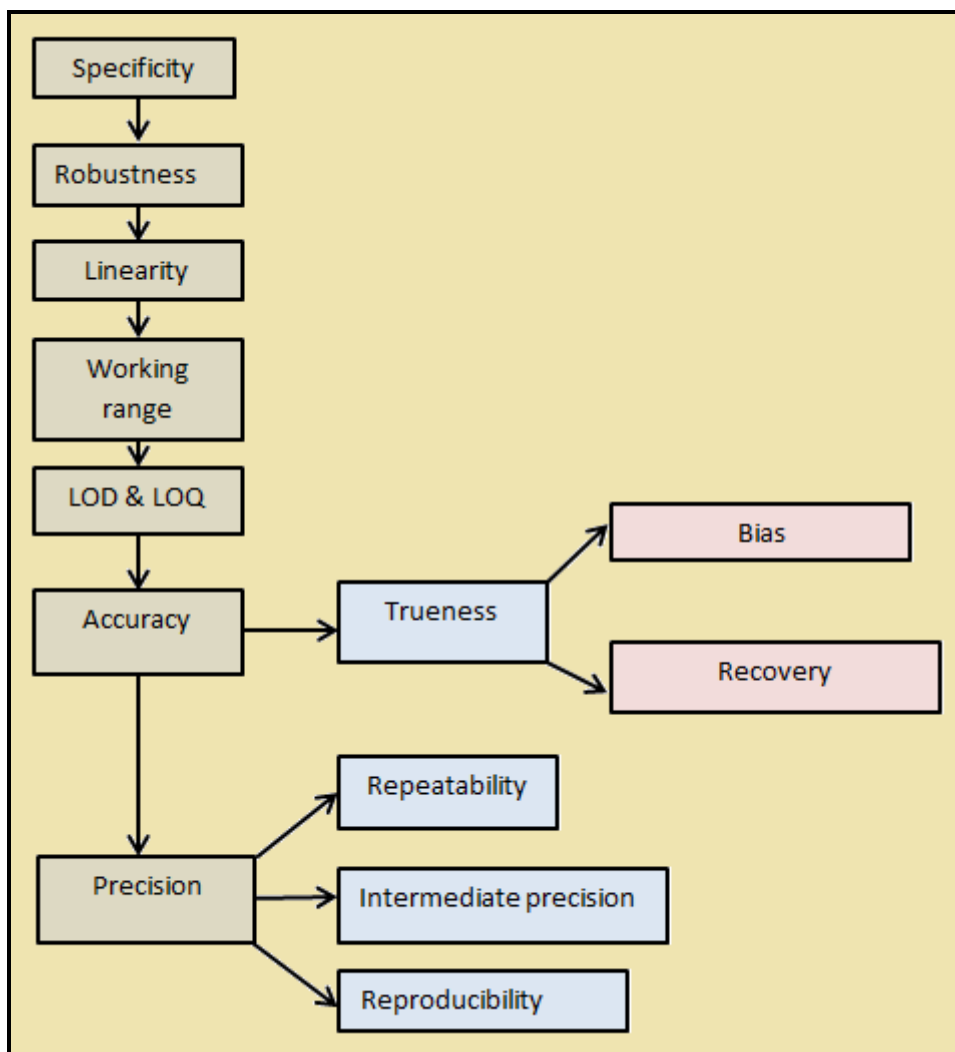 Specificity
Robustness
Linearity
Working
range
LOD & LOQ
Bias
Accuracy
Trueness
Recovery
Repeatability
Precision
Intermediate precision
Reproducibility